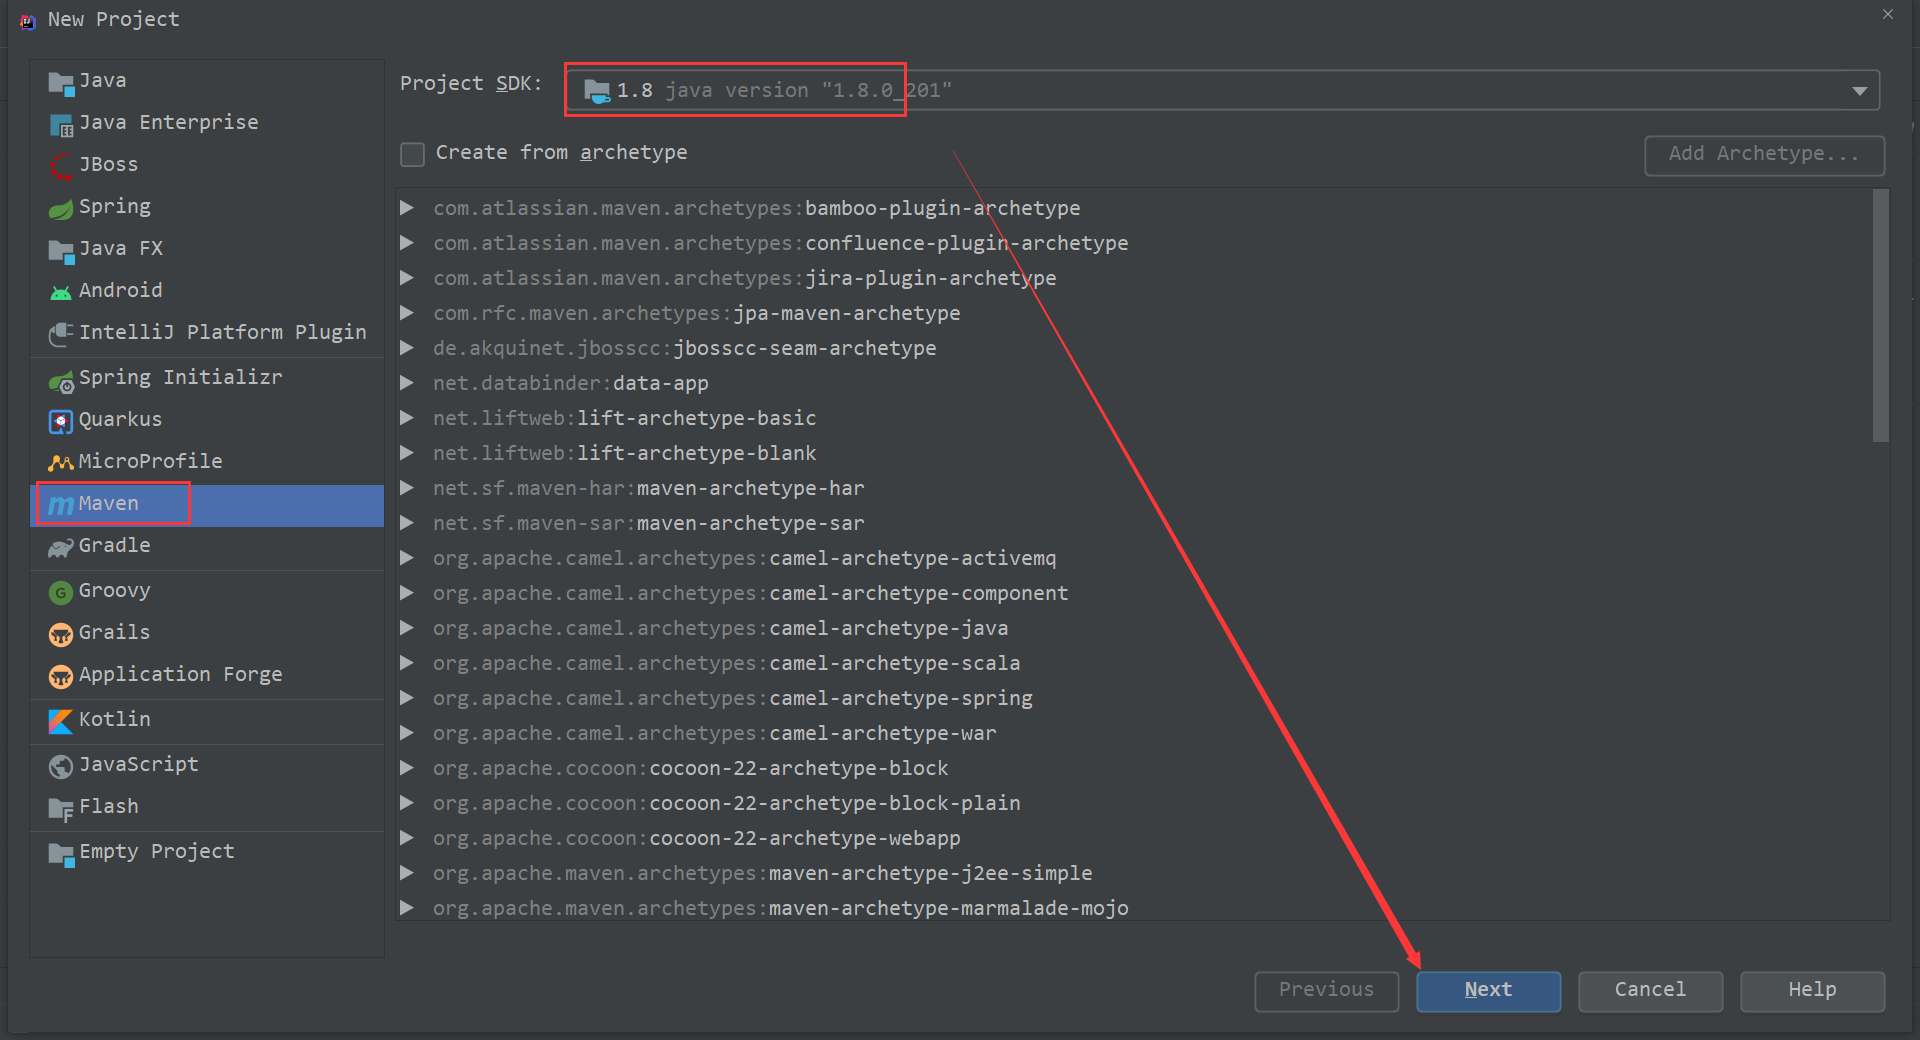 New Project
Java
Java Enterprise
JBoss
Spring
Java FX
Android
IntelliJ Platform Plugin
Spring Initializr
Quarkus
MicroProfile
Maven
Gradle
Groovy
Grails
Application Forge
Kotlin
JavaScript
Flash
Empty Project
Project SDK: 1.8 java version "1.8.0_201"
Create from archetype
Add Archetype...
com.atlassian.maven.archetypes:bamboo-plugin-archetype
com.atlassian.maven.archetypes:confluence-plugin-archetype
com.atlassian.maven.archetypes:jira-plugin-archetype
com.rfc.maven.archetypes:jpa-maven-archetype
de.akquinet.jbosscc:jbosscc-seam-archetype
net.databinder:data-app
net.liftweb:lift-archetype-basic
net.liftweb:lift-archetype-blank
net.sf.maven-har:maven-archetype-har
net.sf.maven-sar:maven-archetype-sar
org.apache.camel.archetypes:camel-archetype-activemq
org.apache.camel.archetypes:camel-archetype-component
org.apache.camel.archetypes:camel-archetype-java
org.apache.camel.archetypes:camel-archetype-scala
org.apache.camel.archetypes:camel-archetype-spring
org.apache.camel.archetypes:camel-archetype-war
org.apache.cocoon:cocoon-22-archetype-block
org.apache.cocoon:cocoon-22-archetype-block-plain
org.apache.cocoon:cocoon-22-archetype-webapp
org.apache.maven.archetypes:maven-archetype-j2ee-simple
org.apache.maven.archetypes:maven-archetype-marmalade-mojo
Previous
Next
Cancel
Help